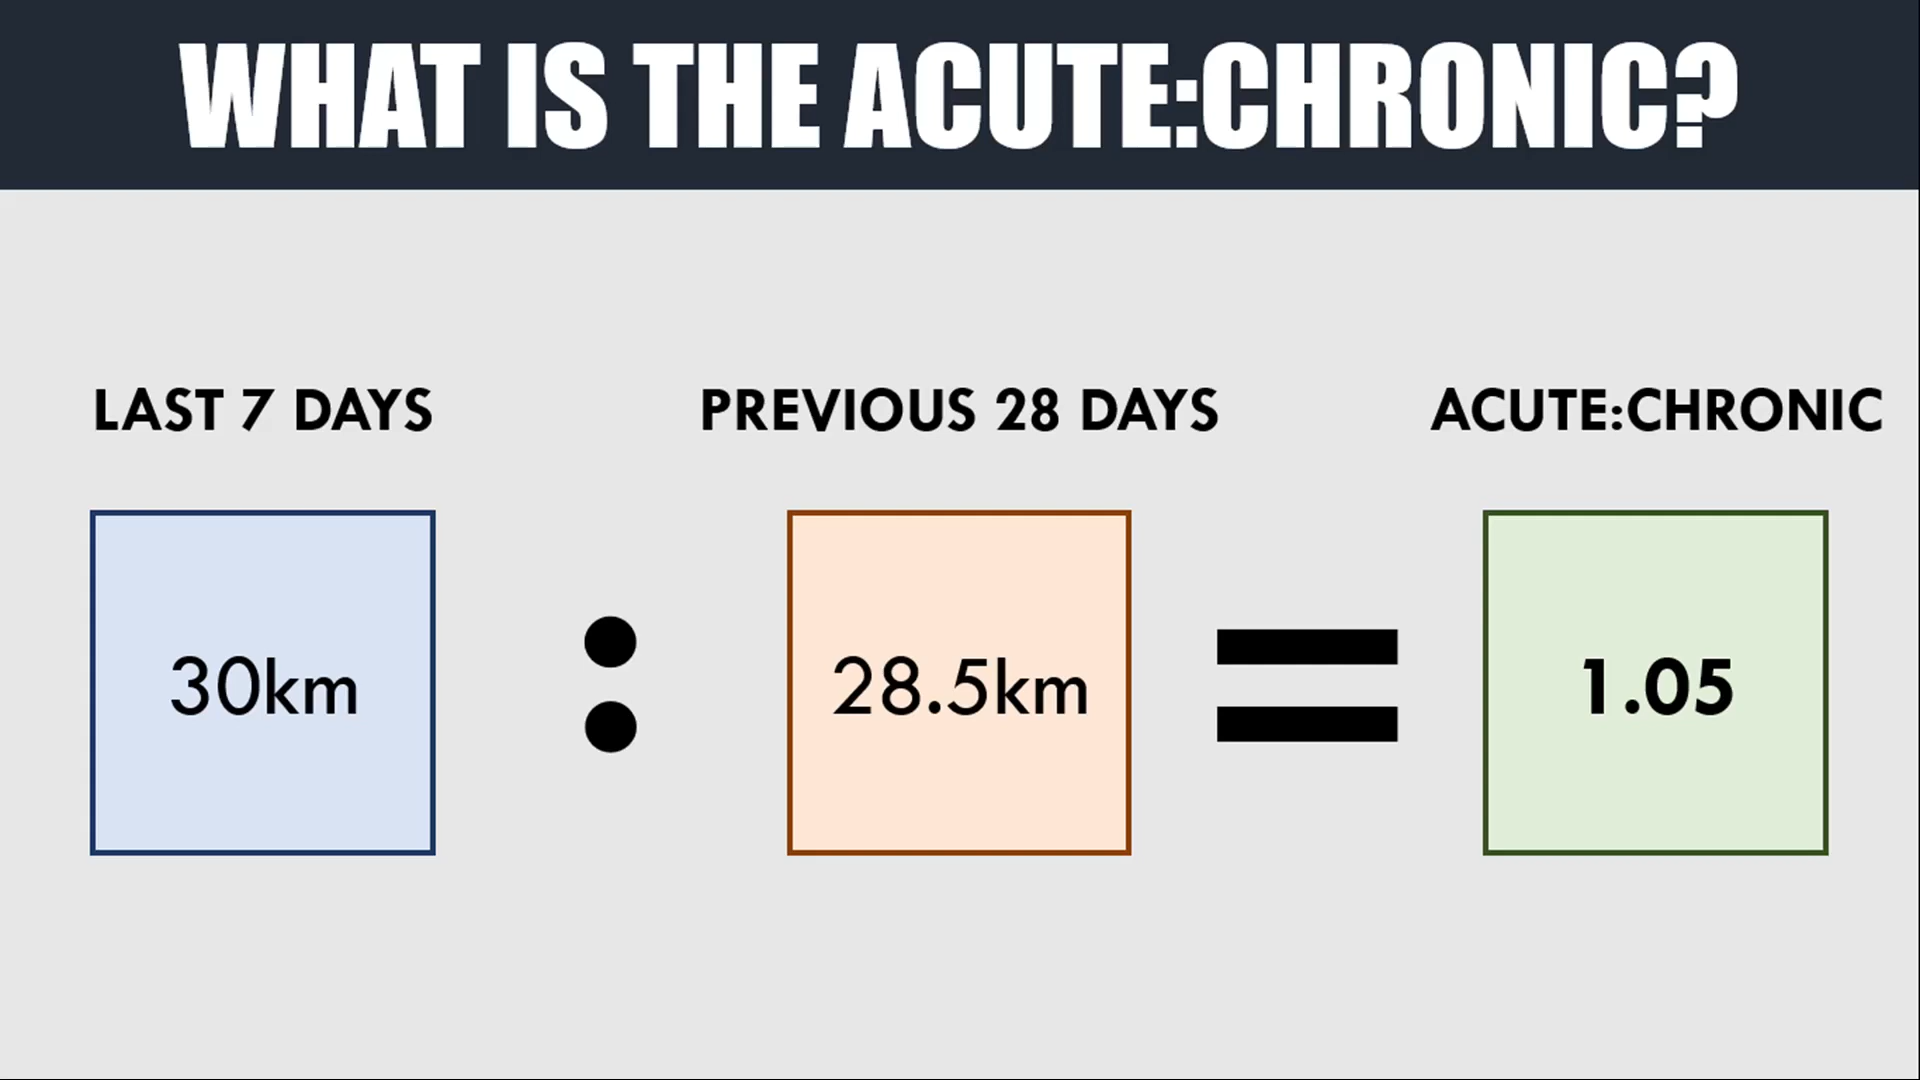 WHAT IS THE ACUTE:CHRONIC?
LAST 7 DAYS
PREVIOUS 28 DAYS
ACUTE:CHRONIC
30km
:
28.5km
=
1.05